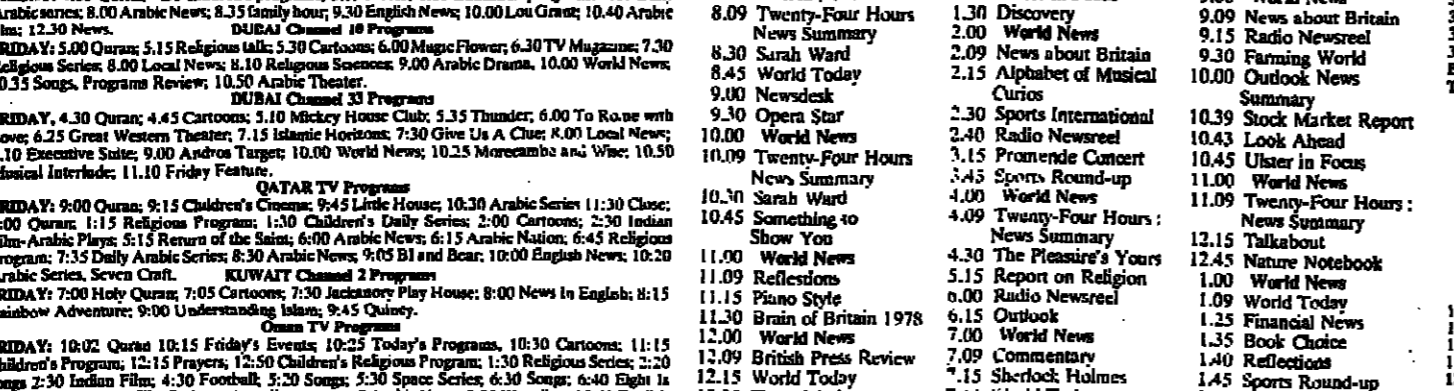 Arabic series; 8.00 Arabic News; 8.35 family hour; 9.30 English News; 10.00 Lou Grant; 10.40 Arabic
12.30 News.
DUBAI Channel 10 Programs
FRIDAY: 5.00 Quran; 5.15 Religious talk; 5.30 Cartoons; 6.00 Magic Flower; 6.30 TV Magazine; 7.30
Religious Series; 8.00 Local News; 8.10 Religious Sciences; 9.00 Arabic Drama, 10.00 World News;
10.35 Songs, Programs Review; 10.50 Arabic Theater.
DUBAI Channel 33 Programs
FRIDAY, 4.30 Quran; 4.45 Cartoons; 5.10 Mickey House Club; 5.35 Thunder; 6.00 To Rome with
Love; 6.25 Great Western Theater; 7.15 Islamic Horizons; 7:30 Give Us A Clue; 8.00 Local News;
.10 Executive Suite; 9.00 Andros Target; 10.00 World News; 10.25 Morecambe and Wise; 10.50
Musical Interlude; 11.10 Friday Feature.
QATAR TV Programs
FRIDAY: 9:00 Quran; 9:15 Children's Cinema; 9:45 Little House; 10:30 Arabic Series 11:30 Close;
:00 Quran; 1:15 Religious Program; 1:30 Children's Daily Series; 2:00 Cartoons; 2:30 Indian
Film-Arabic Plays; 5:15 Return of the Saint; 6:00 Arabic News; 6:15 Arabic Nation; 6:45 Religious
Program; 7:35 Daily Arabic Series; 8:30 Arabic News; 9:05 Bl and Bear; 10:00 English News; 10:20
Arabic Series, Seven Craft.
KUWAIT Channel 2 Programs
FRIDAY: 7:00 Holy Quran; 7:05 Cartoons; 7:30 Jackanory Play House; 8:00 News In English; 8:15
Rainbow Adventure; 9:00 Understanding Islam; 9:45 Quincy.
Oman TV Programs
FRIDAY: 10:02 Quran 10:15 Friday's Events; 10:25 Today's Programs, 10:30 Cartoons; 11:15
Children's Program; 12:15 Prayers; 12:50 Children's Religious Program; 1:30 Religious Series; 2:20
Songs 2:30 Indian Film; 4:30 Football; 5:20 Songs; 5:30 Space Series; 6:30 Songs; 6:40 Eight Is
8.09 Twenty-Four Hours
News Summary
8.30 Sarah Ward
8.45 World Today
9.00 Newsdesk
9.30 Opera Star
10.00 World News
10.09 Twenty-Four Hours
News Summary
10.30 Sarah Ward
10.45 Something to
Show You
11.00 World News
11.09 Reflestions
11.15 Piano Style
11.30 Brain of Britain 1978
12.00 World News
12.09 British Press Review
12.15 World Today
1.30 Discovery
2.00 World News
2.09 News about Britain
2.15 Alphabet of Musical
Curios
2.30 Sports International
2.40 Radio Newsreel
3.15 Promende Concert
3.45 Sports Round-up
4.00 World News
4.09 Twenty-Four Hours :
News Summary
4.30 The Pleasure's Yours
5.15 Report on Religion
6.00 Radio Newsreel
6.15 Outlook
7.00 World News
7.09 Commentary
7.15 Sherlock Holmes
World News
9.09 News about Britain
9.15 Radio Newsreel
9.30 Farming World
10.00 Outlook News
Summary
10.39 Stock Market Report
10.43 Look Ahead
10.45 Ulster in Focus
11.00 World News
11.09 Twenty-Four Hours :
News Summary
12.15 Talkabout
12.45 Nature Notebook
1.00 World News
1.09 World Today
1.25 Financial News
1.35 Book Choice
1.40 Reflections
1.45 Sports Round-up